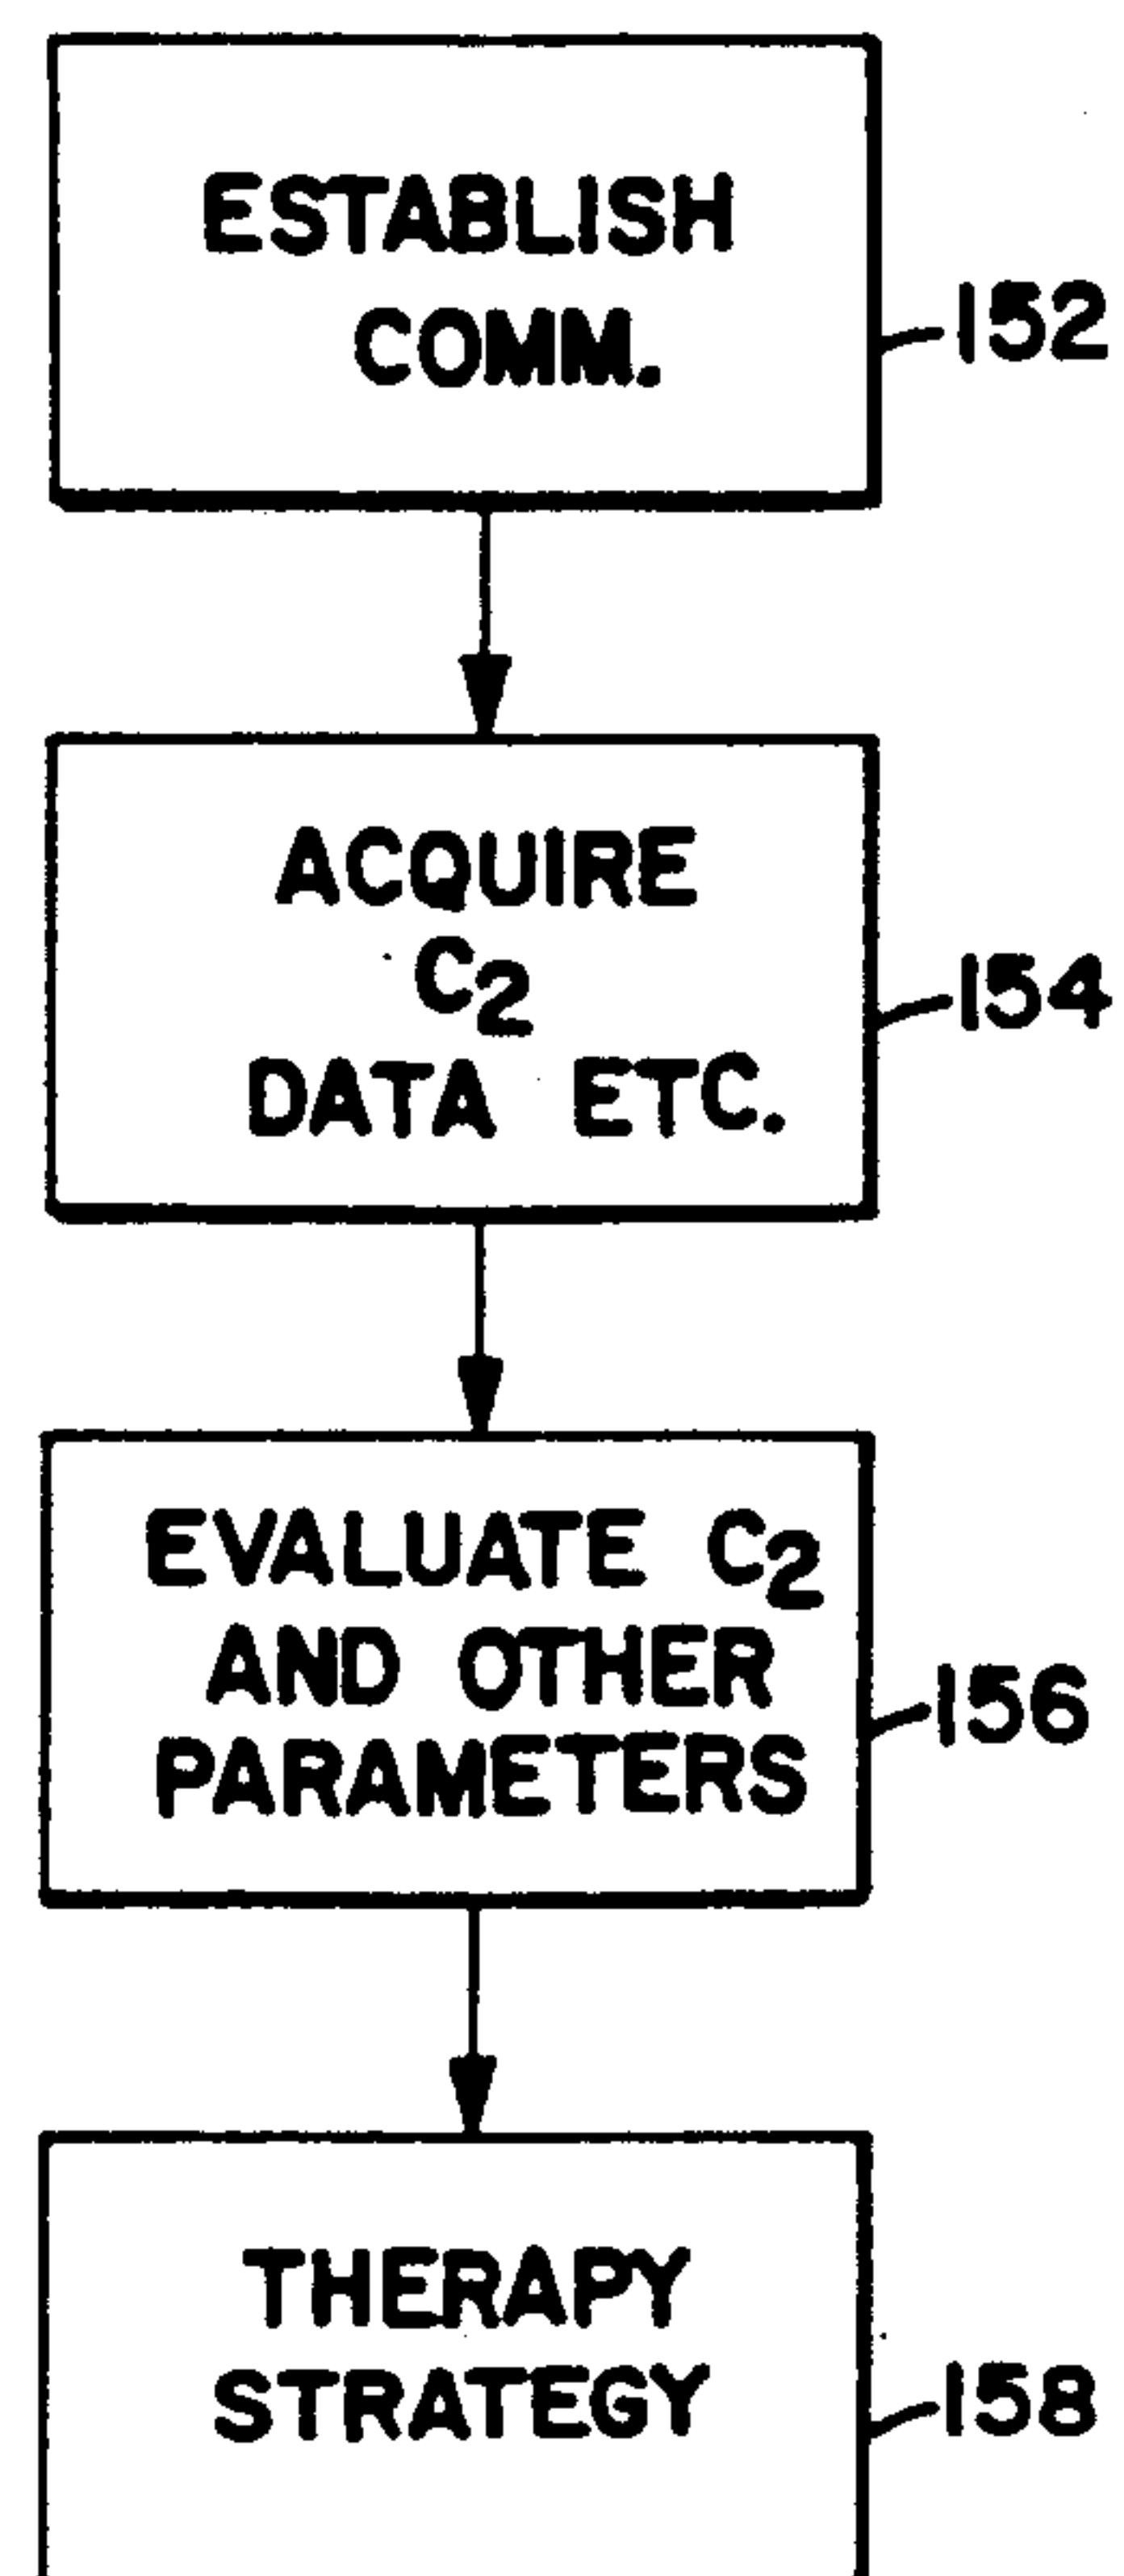 ESTABLISH
COMM.
152
ACQUIRE
C2
DATA ETC.
154
EVALUATE C2
AND OTHER
PARAMETERS
156
THERAPY
STRATEGY
158